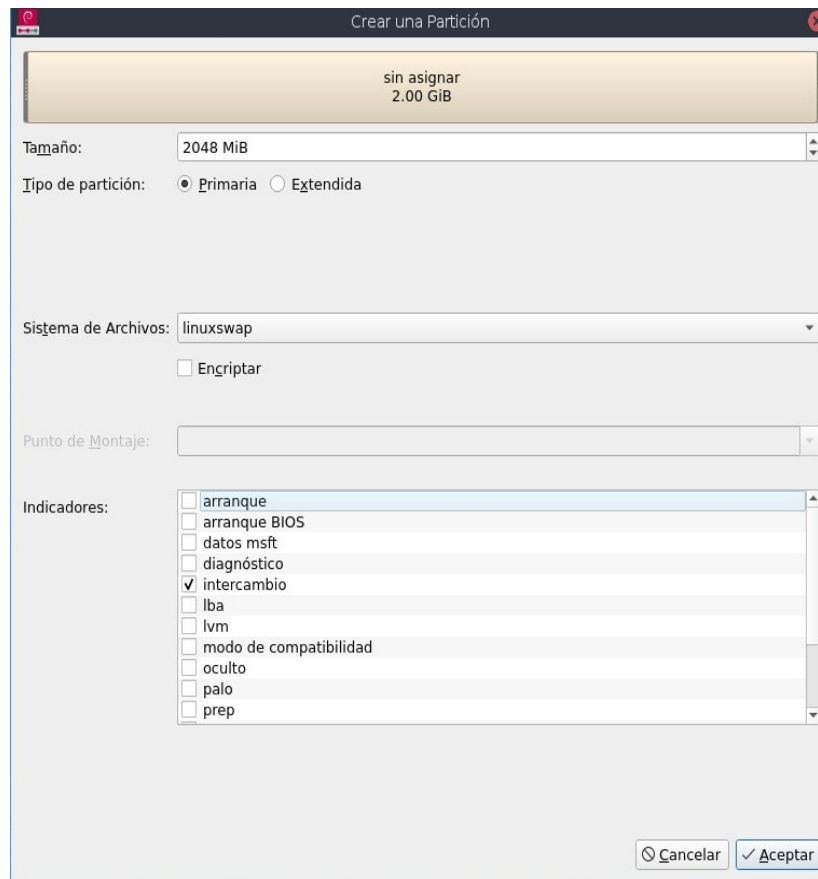 Crear una Partición
sin asignar
2.00 GiB
Tamaño: 2048 MiB
Tipo de partición: Primaria Extendida
Sistema de Archivos: linuxswap
Encriptar
Punto de Montaje:
Indicadores:
arranque
arranque BIOS
datos msft
diagnóstico
intercambio
lba
lvm
modo de compatibilidad
oculto
palo
prep
Cancelar Aceptar